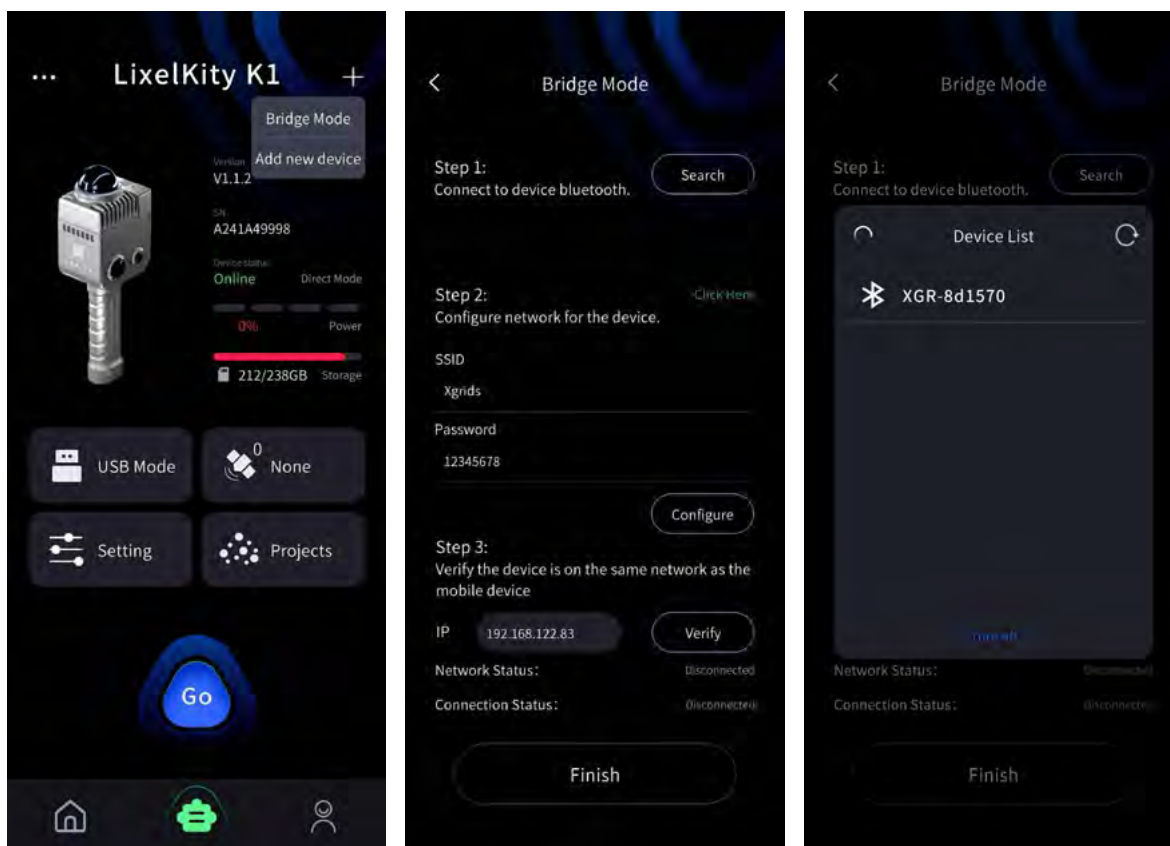 LixelKity K1
Bridge Mode
Add new device
Version
V1.1.2
SN
A241A49998
Device status
Online Direct Mode
0% Power
212/238GB Storage
USB Mode
0
None
Setting
Projects
Go
Bridge Mode
Step 1:
Connect to device bluetooth.
Search
Step 2:
Click Here
Configure network for the device.
SSID
Xgrids
Password
12345678
Configure
Step 3:
Verify the device is on the same network as the
mobile device
IP 192.168.122.83 Verify
Network Status: Disconnected
Connection Status: Disconnected
Finish
Bridge Mode
Step 1:
Connect to device bluetooth.
Search
Device List
XGR-8d1570
Network Status: Disconnected
Connection Status: Disconnected
Finish